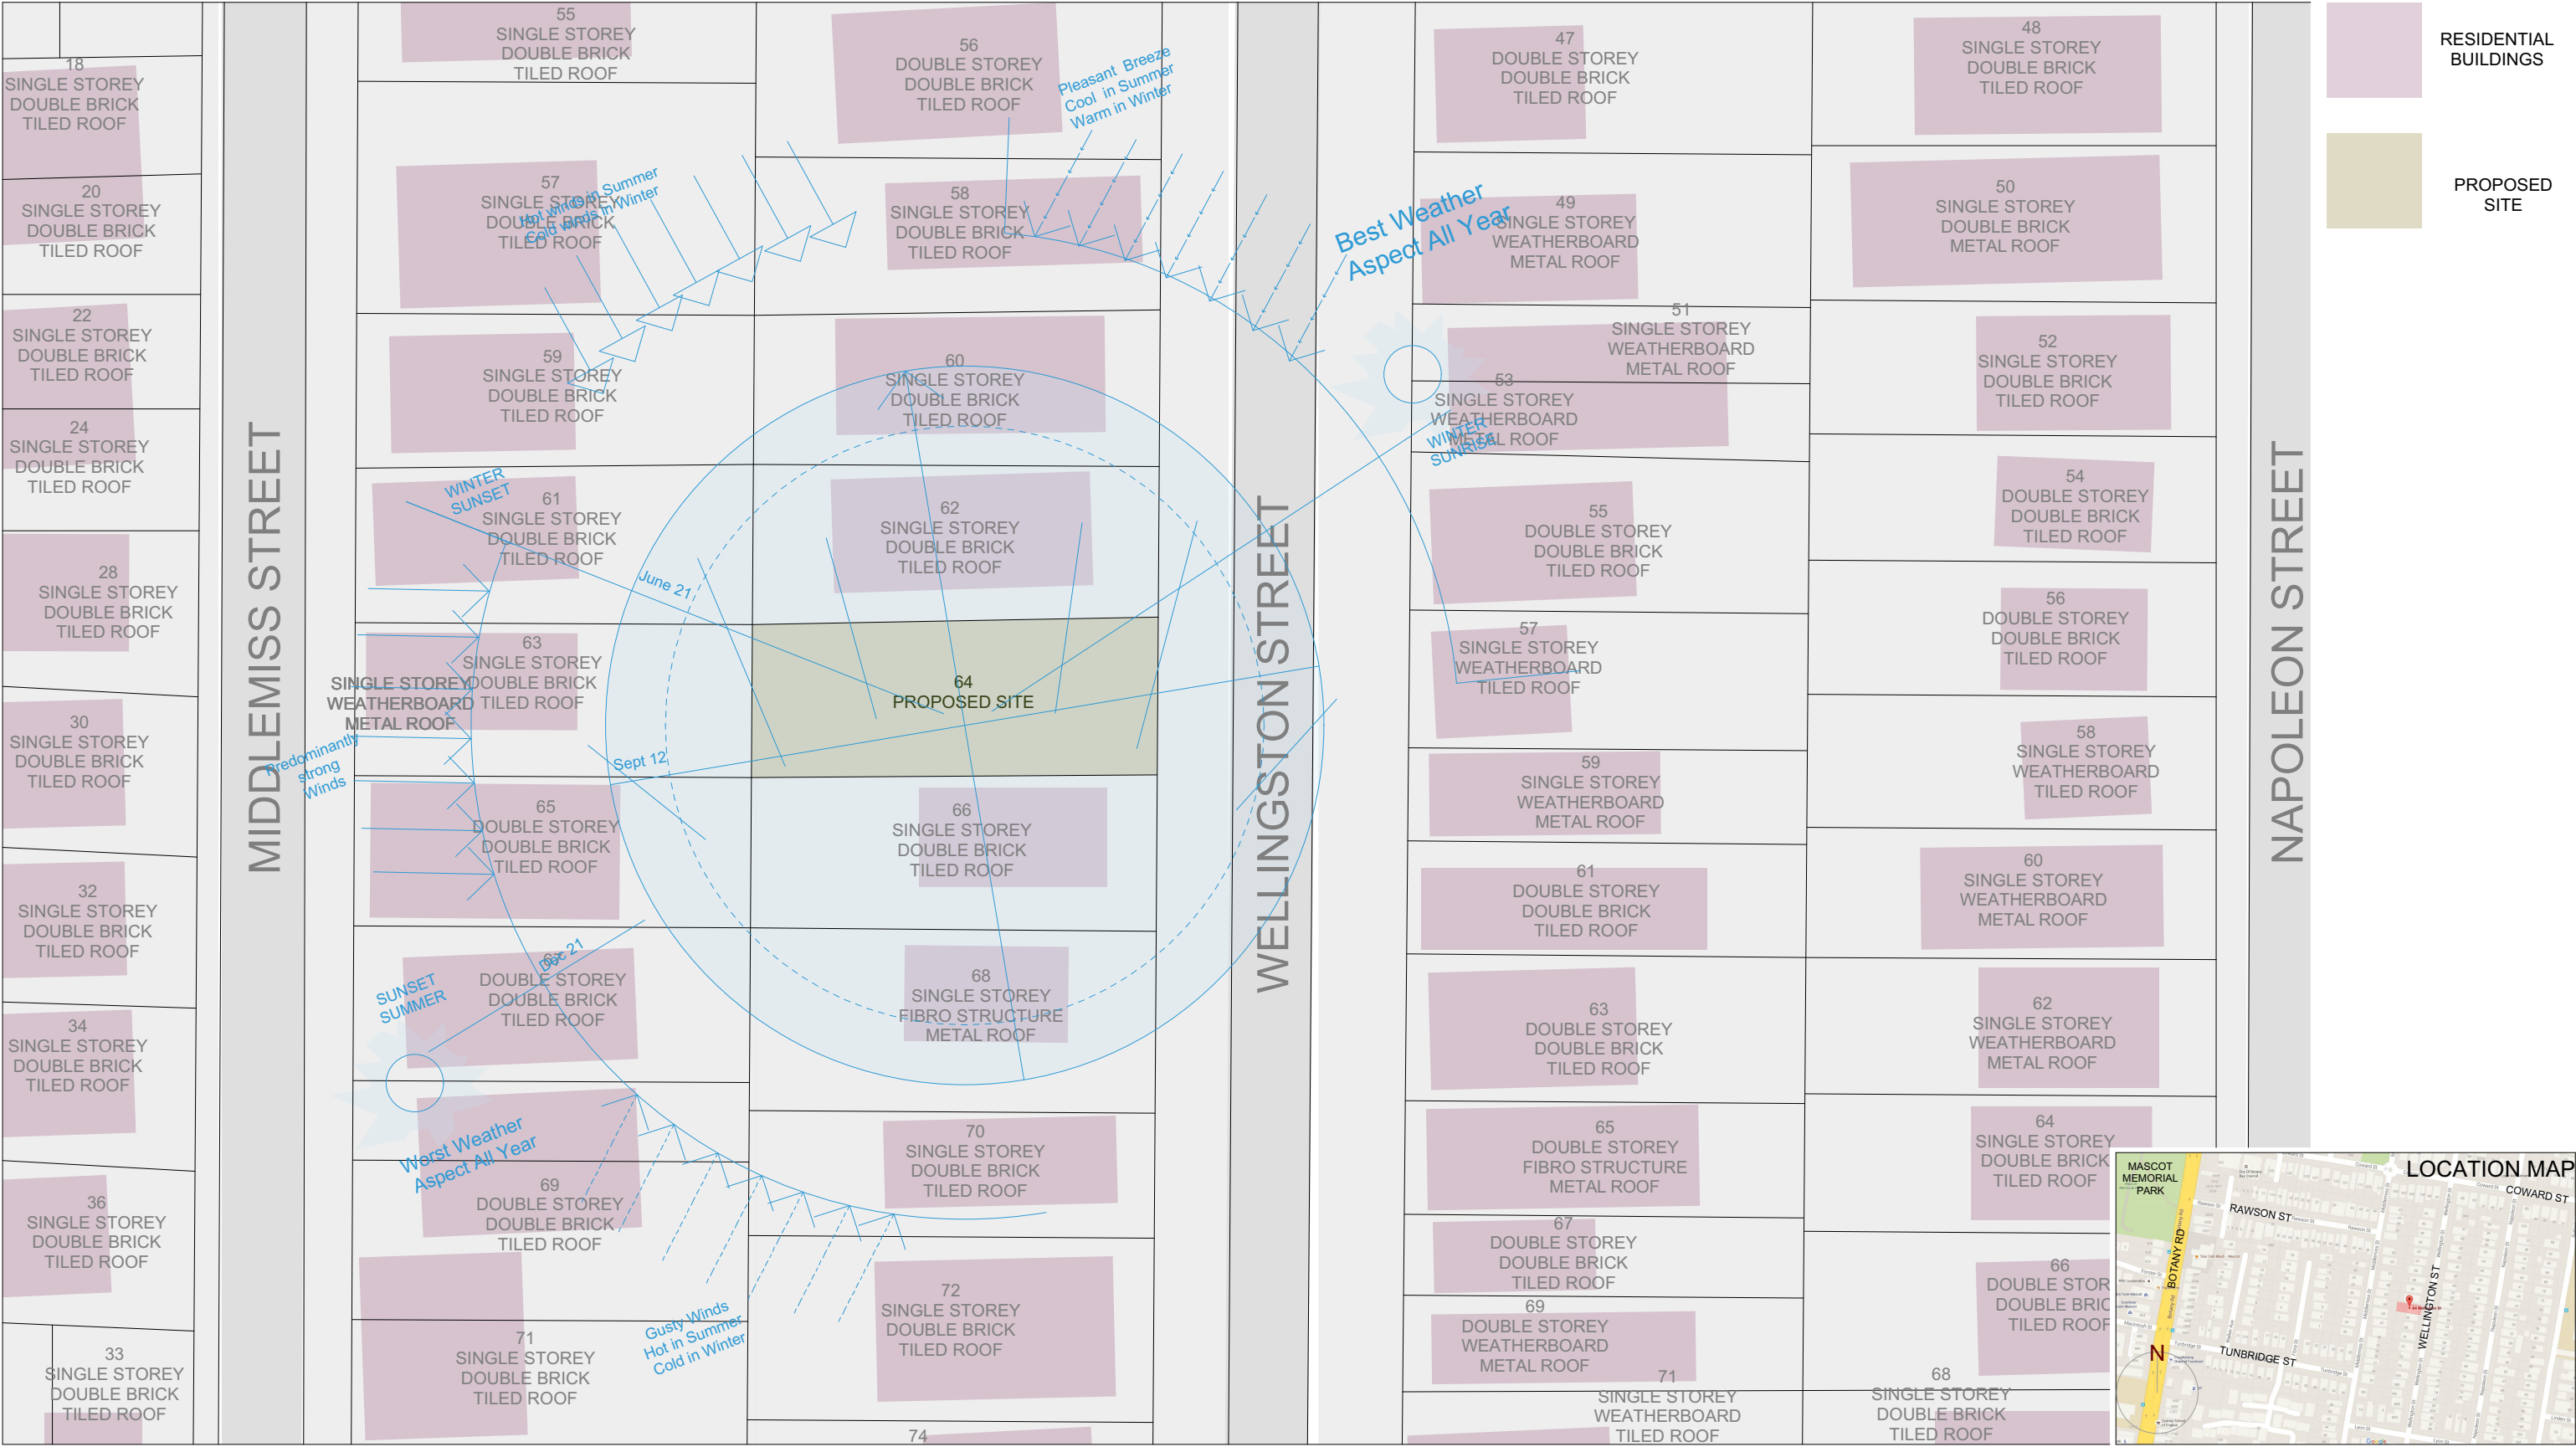 18
SINGLE STOREY
DOUBLE BRICK
TILED ROOF
20
SINGLE STOREY
DOUBLE BRICK
TILED ROOF
22
SINGLE STOREY
DOUBLE BRICK
TILED ROOF
24
SINGLE STOREY
DOUBLE BRICK
TILED ROOF
28
SINGLE STOREY
DOUBLE BRICK
TILED ROOF
30
SINGLE STOREY
DOUBLE BRICK
TILED ROOF
32
SINGLE STOREY
DOUBLE BRICK
TILED ROOF
34
SINGLE STOREY
DOUBLE BRICK
TILED ROOF
36
SINGLE STOREY
DOUBLE BRICK
TILED ROOF
33
SINGLE STOREY
DOUBLE BRICK
TILED ROOF
MIDDLEMISS STREET
55
SINGLE STOREY
DOUBLE BRICK
TILED ROOF
57
SINGLE STOREY
DOUBLE BRICK
TILED ROOF
Hot winds in Summer
Cold winds in Winter
59
SINGLE STOREY
DOUBLE BRICK
TILED ROOF
WINTER
SUNSET
61
SINGLE STOREY
DOUBLE BRICK
TILED ROOF
June 21
63
SINGLE STOREY
DOUBLE BRICK
TILED ROOF
SINGLE STOREY
WEATHERBOARD
METAL ROOF
Predominantly
strong
Winds
Sept 12
65
DOUBLE STOREY
DOUBLE BRICK
TILED ROOF
Dec 21
67
DOUBLE STOREY
DOUBLE BRICK
TILED ROOF
SUNSET
SUMMER
Worst Weather
Aspect All Year
69
DOUBLE STOREY
DOUBLE BRICK
TILED ROOF
Gusty Winds
Hot in Summer
Cold in Winter
71
SINGLE STOREY
DOUBLE BRICK
TILED ROOF
56
DOUBLE STOREY
DOUBLE BRICK
TILED ROOF
Pleasant Breeze
Cool in Summer
Warm in Winter
58
SINGLE STOREY
DOUBLE BRICK
TILED ROOF
60
SINGLE STOREY
DOUBLE BRICK
TILED ROOF
62
SINGLE STOREY
DOUBLE BRICK
TILED ROOF
64
PROPOSED SITE
66
SINGLE STOREY
DOUBLE BRICK
TILED ROOF
68
SINGLE STOREY
FIBRO STRUCTURE
METAL ROOF
70
SINGLE STOREY
DOUBLE BRICK
TILED ROOF
72
SINGLE STOREY
DOUBLE BRICK
TILED ROOF
74
WELLINGSTON STREET
Best Weather
Aspect All Year
47
DOUBLE STOREY
DOUBLE BRICK
TILED ROOF
49
SINGLE STOREY
WEATHERBOARD
METAL ROOF
51
SINGLE STOREY
WEATHERBOARD
METAL ROOF
53
SINGLE STOREY
WEATHERBOARD
METAL ROOF
WINTER
SUNRISE
55
DOUBLE STOREY
DOUBLE BRICK
TILED ROOF
57
SINGLE STOREY
WEATHERBOARD
TILED ROOF
59
SINGLE STOREY
WEATHERBOARD
METAL ROOF
61
DOUBLE STOREY
DOUBLE BRICK
TILED ROOF
63
DOUBLE STOREY
DOUBLE BRICK
TILED ROOF
65
DOUBLE STOREY
FIBRO STRUCTURE
METAL ROOF
67
DOUBLE STOREY
DOUBLE BRICK
TILED ROOF
69
DOUBLE STOREY
WEATHERBOARD
METAL ROOF
71
SINGLE STOREY
WEATHERBOARD
TILED ROOF
48
SINGLE STOREY
DOUBLE BRICK
TILED ROOF
50
SINGLE STOREY
DOUBLE BRICK
METAL ROOF
52
SINGLE STOREY
DOUBLE BRICK
TILED ROOF
54
DOUBLE STOREY
DOUBLE BRICK
TILED ROOF
56
DOUBLE STOREY
DOUBLE BRICK
TILED ROOF
58
SINGLE STOREY
WEATHERBOARD
TILED ROOF
60
SINGLE STOREY
WEATHERBOARD
METAL ROOF
62
SINGLE STOREY
WEATHERBOARD
METAL ROOF
64
SINGLE STOREY
DOUBLE BRICK
TILED ROOF
66
DOUBLE STOR
DOUBLE BRIC
TILED ROOF
68
SINGLE STOREY
DOUBLE BRICK
TILED ROOF
NAPOLEON STREET
RESIDENTIAL
BUILDINGS
PROPOSED
SITE
LOCATION MAP
MASCOT
MEMORIAL
PARK
COWARD ST
RAWSON ST
BOTANY RD
WELLINGTON ST
TUNBRIDGE ST
N
Google